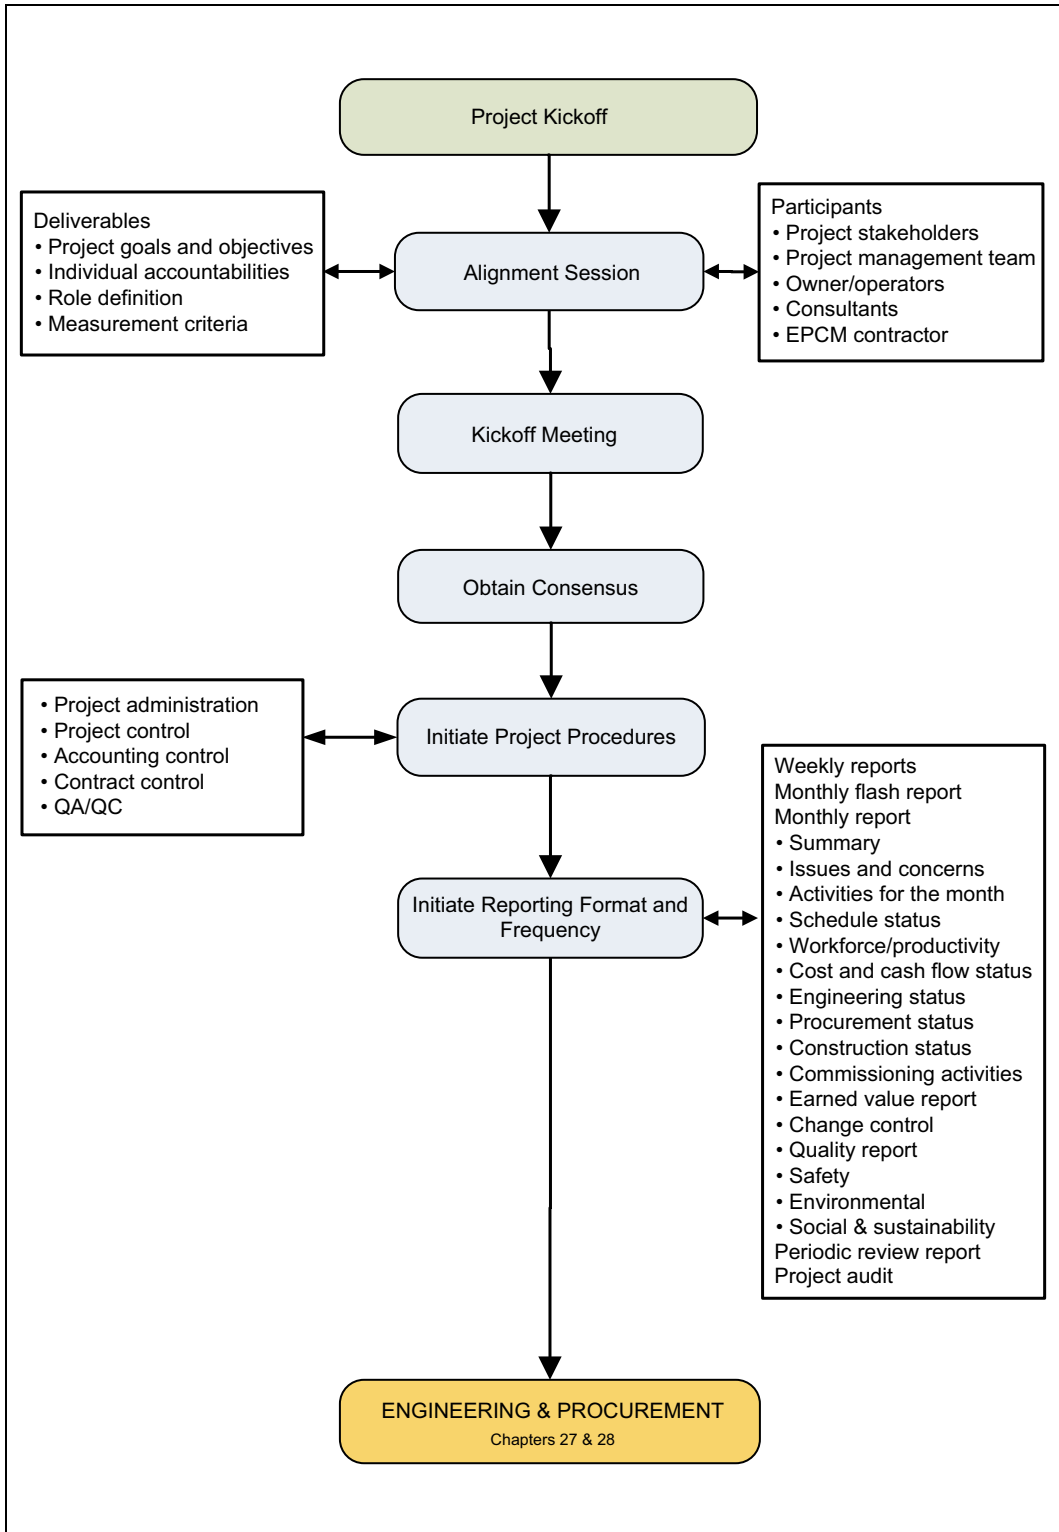 Project Kickoff
Deliverables
• Project goals and objectives
• Individual accountabilities
• Role definition
• Measurement criteria
Alignment Session
Participants
• Project stakeholders
• Project management team
• Owner/operators
• Consultants
• EPCM contractor
Kickoff Meeting
Obtain Consensus
• Project administration
• Project control
• Accounting control
• Contract control
• QA/QC
Initiate Project Procedures
Initiate Reporting Format and
Frequency
Weekly reports
Monthly flash report
Monthly report
• Summary
• Issues and concerns
• Activities for the month
• Schedule status
• Workforce/productivity
• Cost and cash flow status
• Engineering status
• Procurement status
• Construction status
• Commissioning activities
• Earned value report
• Change control
• Quality report
• Safety
• Environmental
• Social & sustainability
Periodic review report
Project audit
ENGINEERING & PROCUREMENT
Chapters 27 & 28